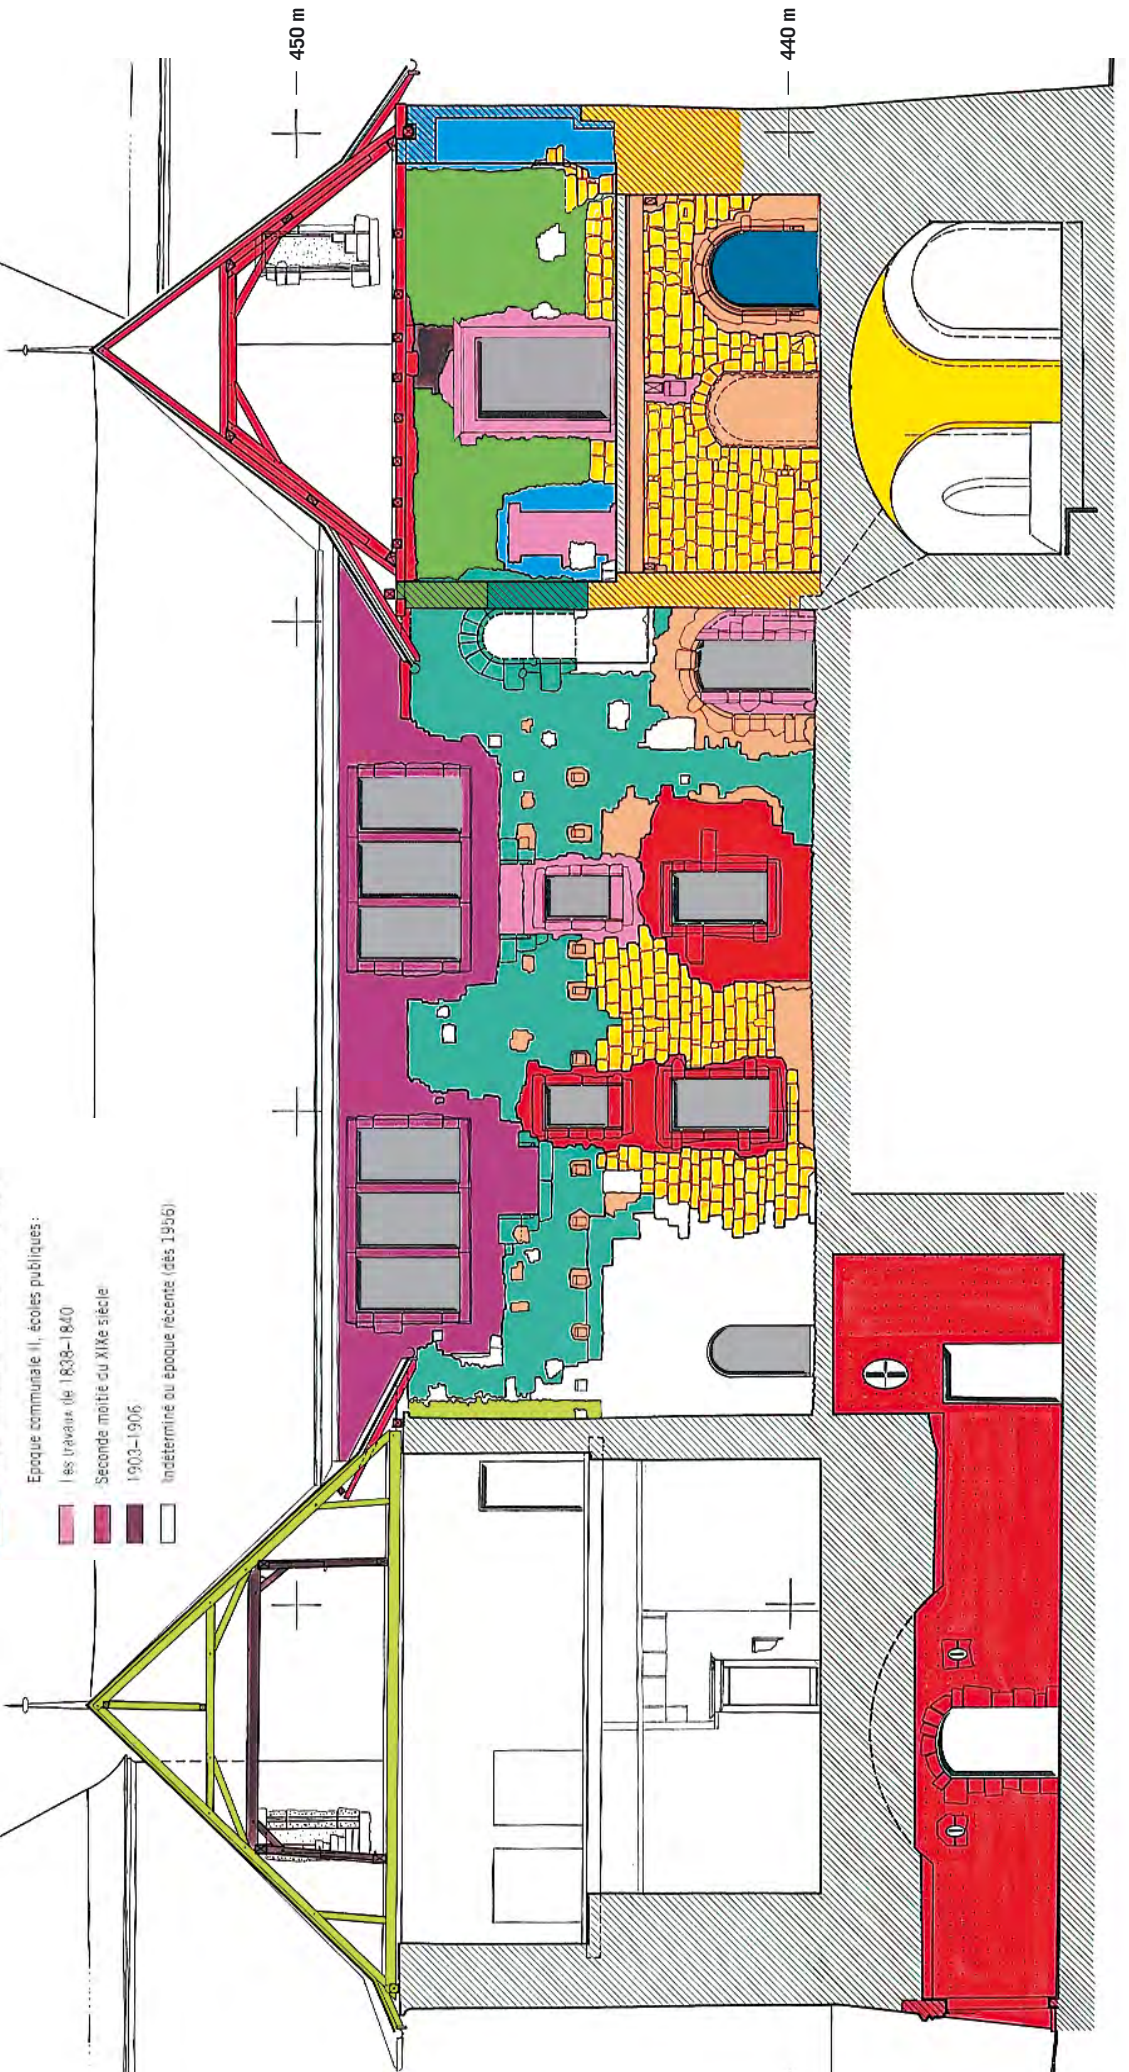 Epoque communale II, écoles publiques:
Les travaux de 1838–1840
Seconde moitié du XIXe siècle
1903–1906
Indéterminé ou époque récente (dès 1956)
450 m
440 m